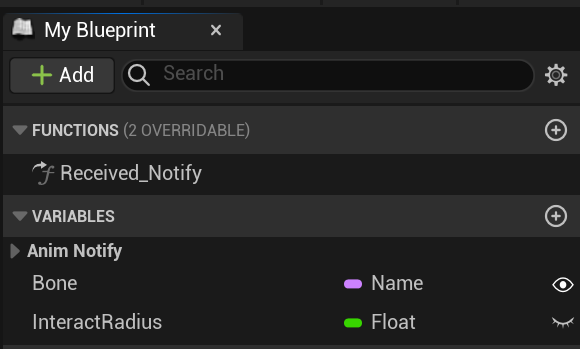 My Blueprint
Add
Search
FUNCTIONS (2 OVERRIDABLE)
Received_Notify
VARIABLES
Anim Notify
Bone Name
InteractRadius Float